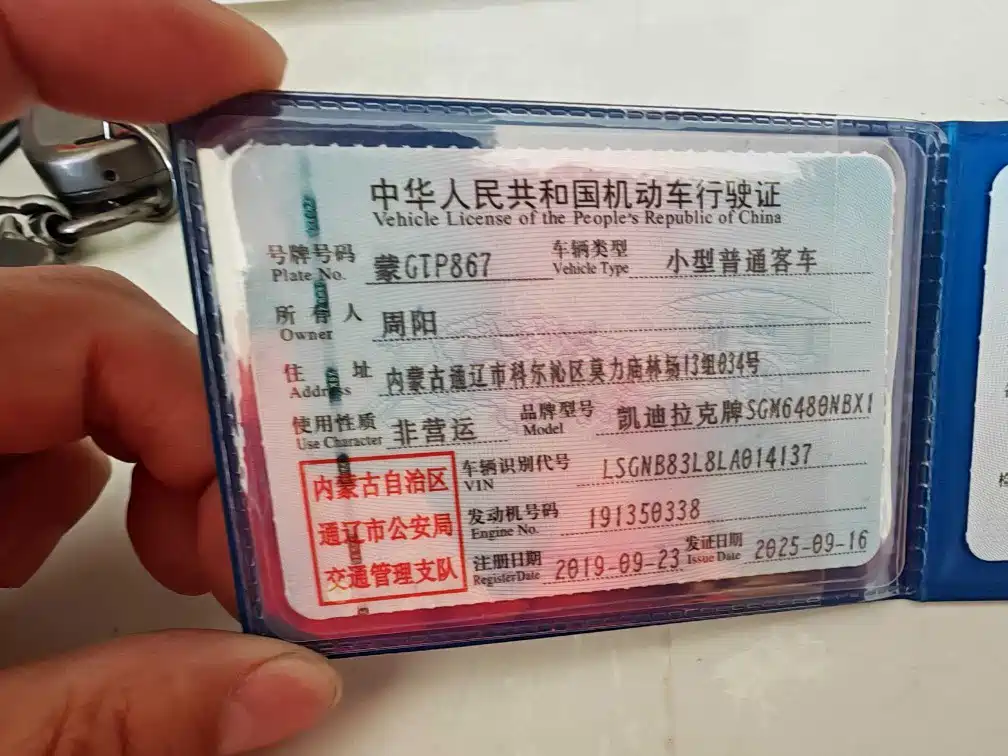 中华人民共和国机动车行驶证
Vehicle License of the People's Republic of China
号牌号码 蒙GTP867 车辆类型 小型普通客车
Plate No. Vehicle Type
所有人 周阳
Owner
住址 内蒙古通辽市科尔沁区莫力庙林场13组034号
Address
使用性质 非营运 品牌型号 凯迪拉克牌SGM6480NBX1
Use Character Model
内蒙古自治区
通辽市公安局
交通管理支队
车辆识别代号 LSGNB83L8LA014137
VIN
发动机号码 191350338
Engine No.
注册日期 2019-09-23 发证日期 2025-09-16
Register Date Issue Date